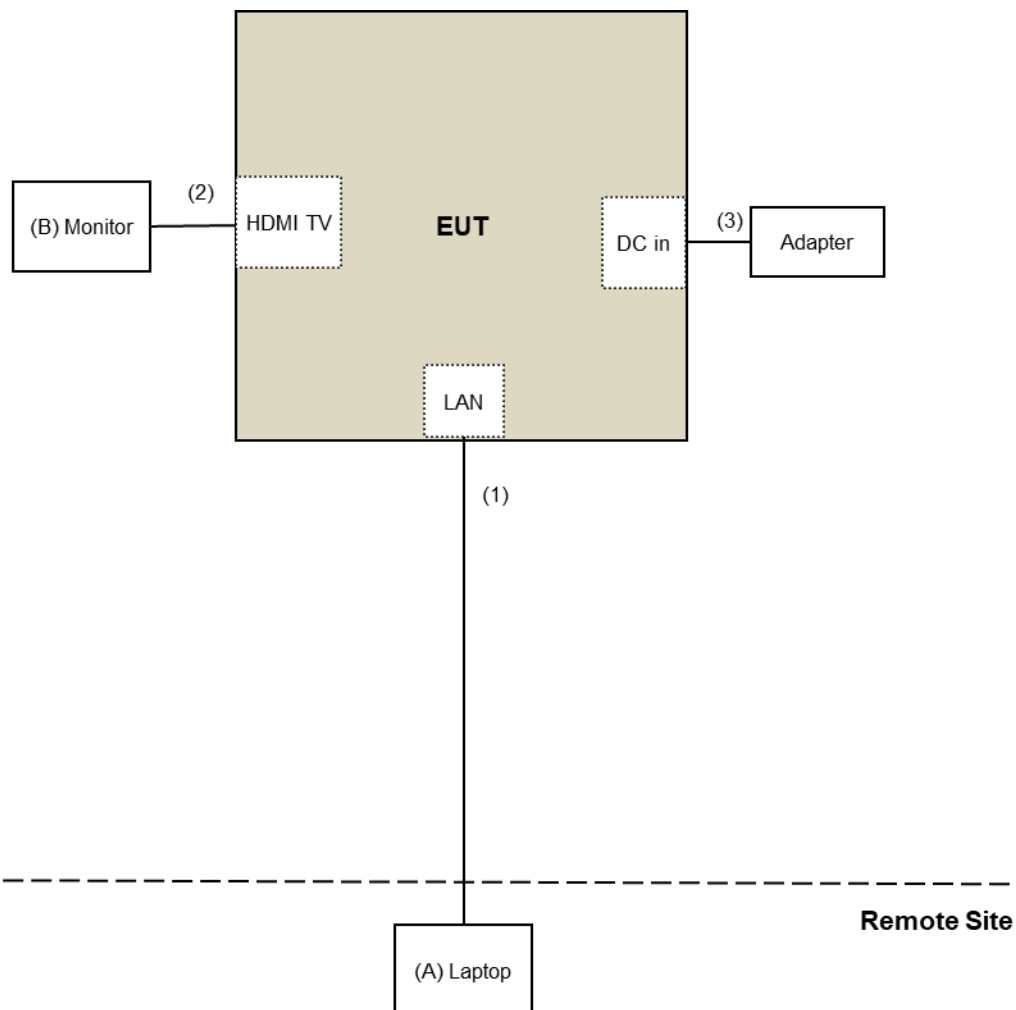 (2)
(B) Monitor
HDMI TV
EUT
DC in
(3)
Adapter
LAN
(1)
Remote Site
(A) Laptop